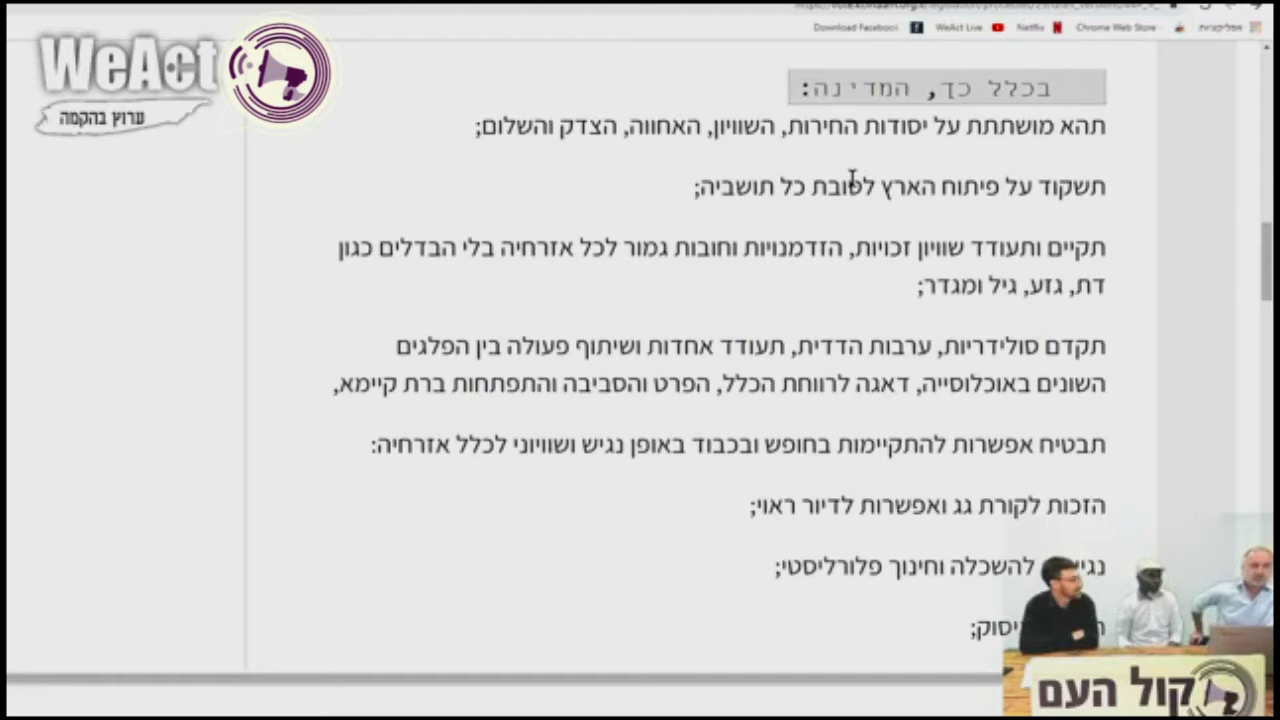 Download Facebook WeAct Live Netflix Chrome Web Store אפליקציות
WeAct
ערוץ בהקמה
בכלל כך, המדינה:
תהא מושתתת על יסודות החירות, השוויון, האחווה, הצדק והשלום;
תשקוד על פיתוח הארץ לטובת כל תושביה;
תקיים ותעודד שוויון זכויות, הזדמנויות וחובות גמור לכל אזרחיה בלי הבדלים כגון
דת, גזע, גיל ומגדר;
תקדם סולידריות, ערבות הדדית, תעודד אחדות ושיתוף פעולה בין הפלגים
השונים באוכלוסייה, דאגה לרווחת הכלל, הפרט והסביבה והתפתחות ברת קיימא,
תבטיח אפשרות להתקיימות בחופש ובכבוד באופן נגיש ושוויוני לכלל אזרחיה:
הזכות לקורת גג ואפשרות לדיור ראוי;
להשכלה וחינוך פלורליסטי;
קול העם